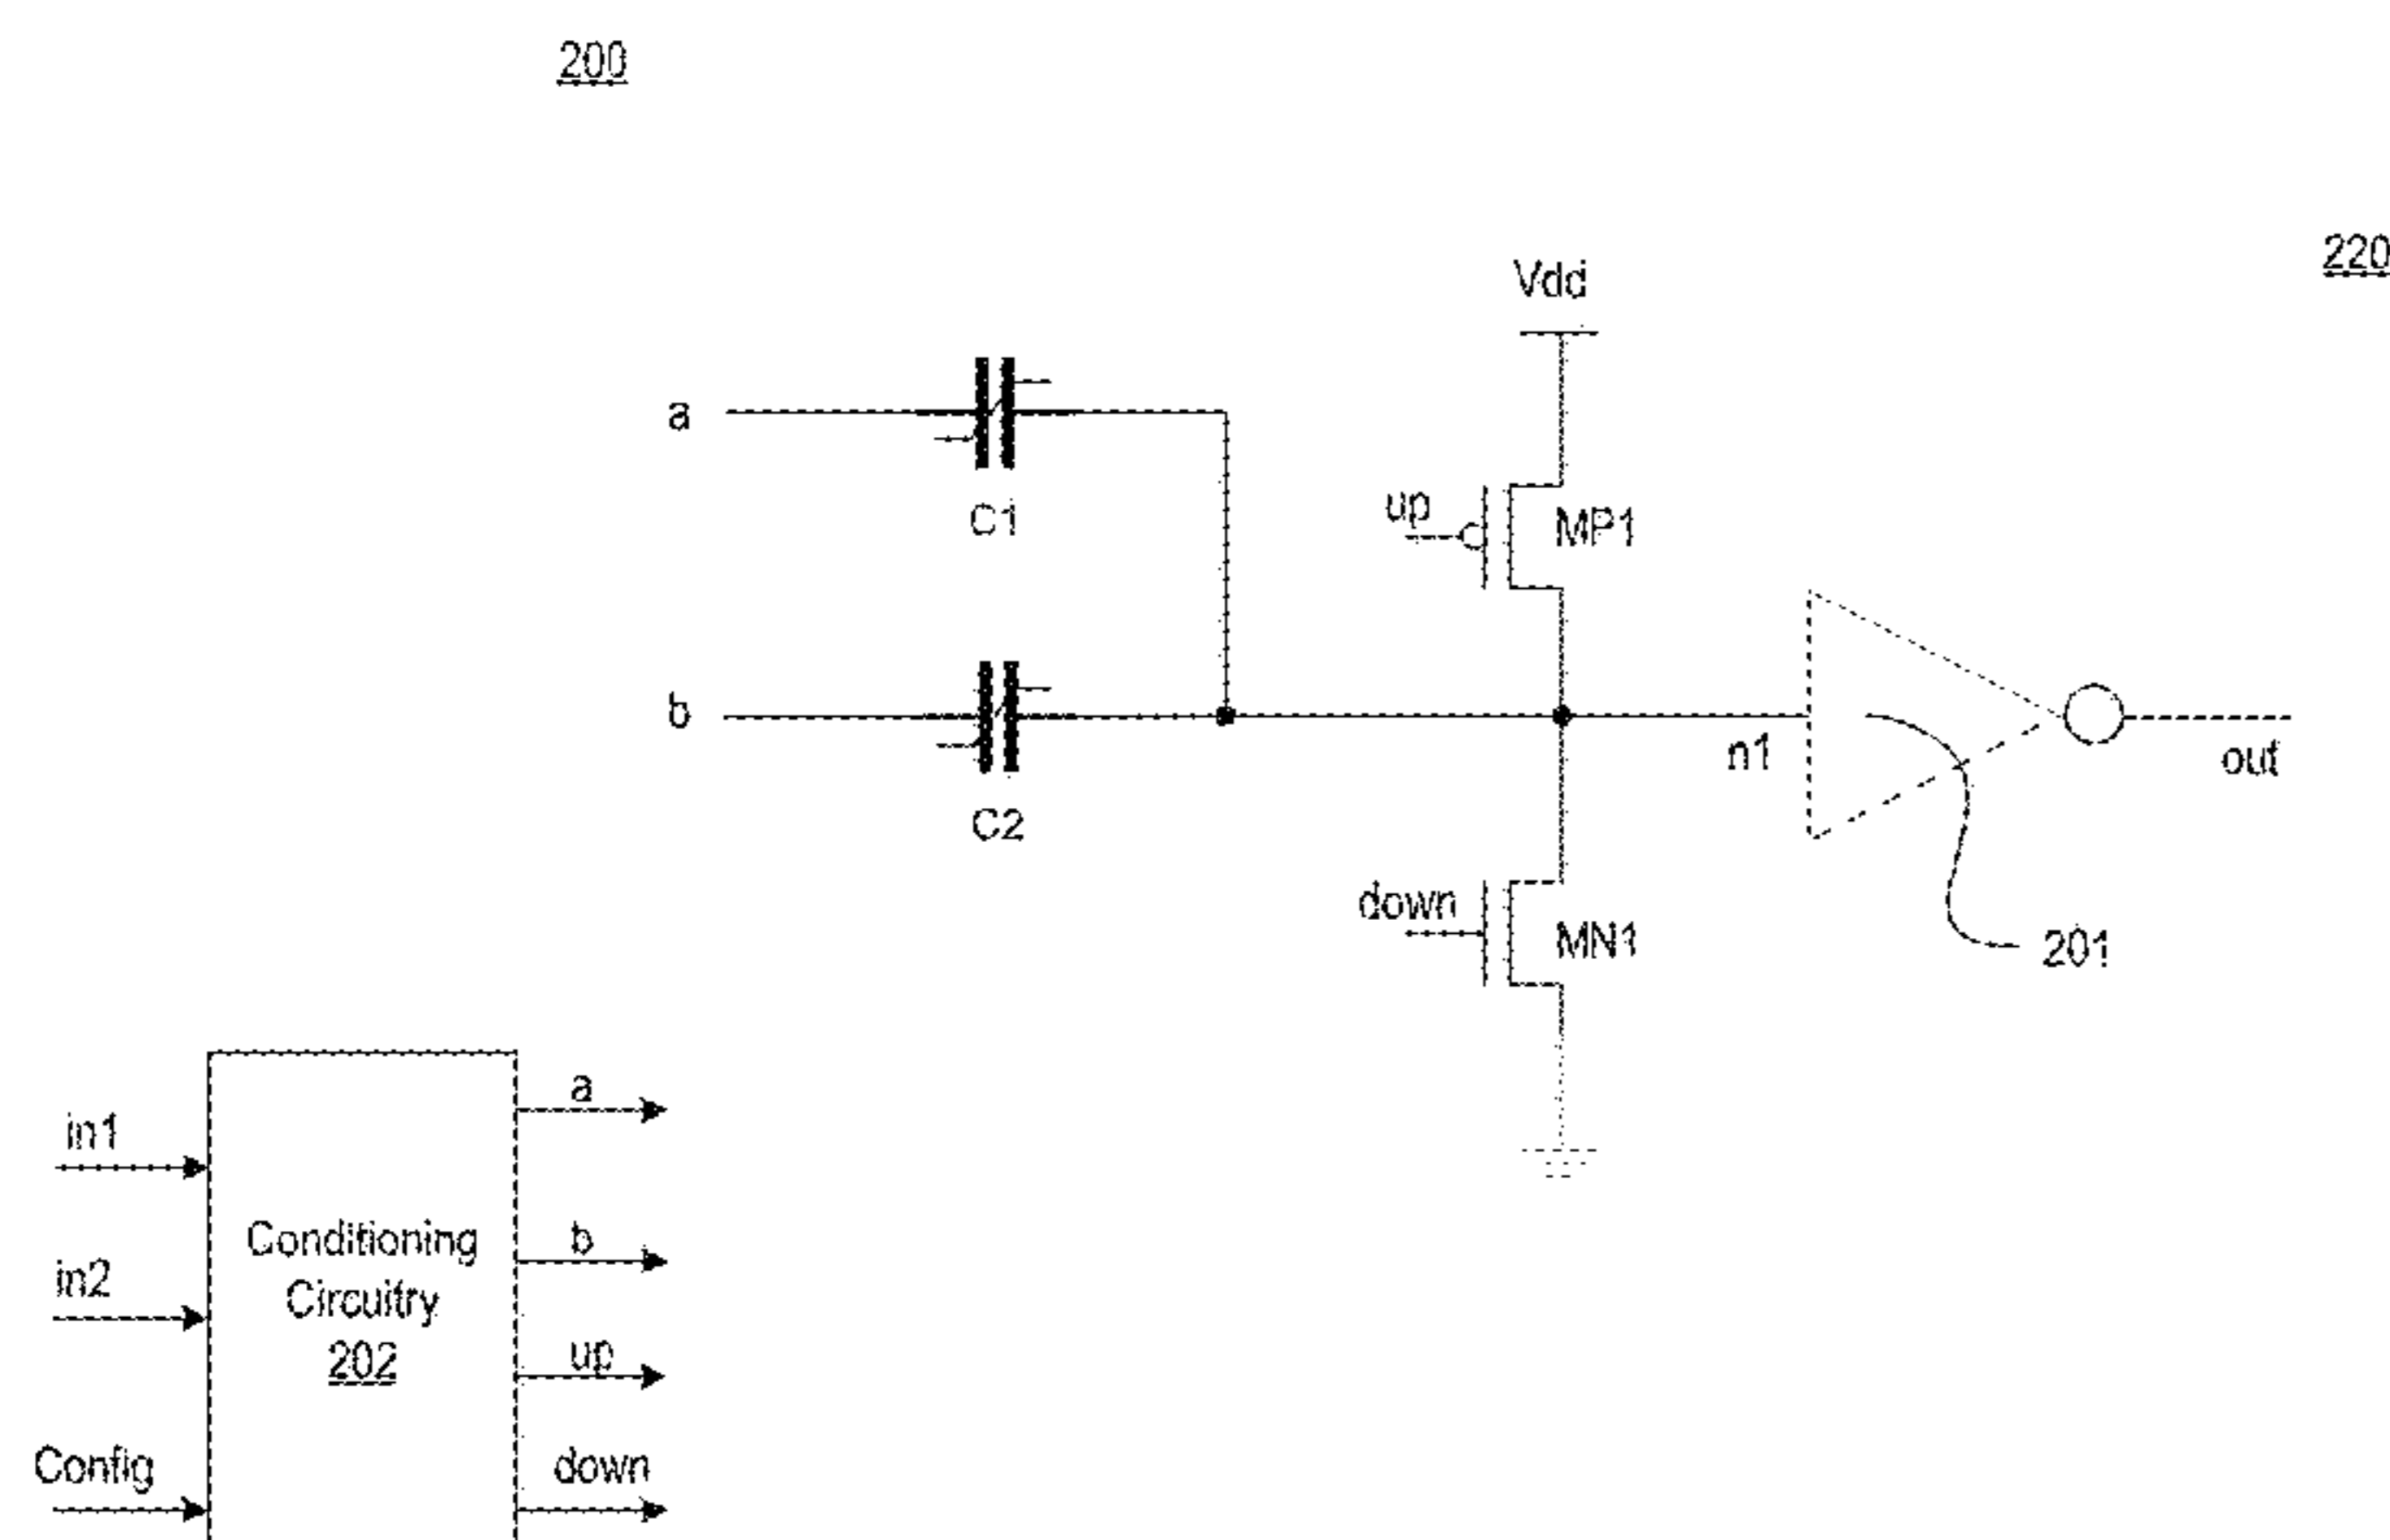 200
220
Vdd
a
C1
up
MP1
b
C2
n1
out
down
MN1
201
in1
in2
Config
Conditioning
Circuitry
202
a
b
up
down